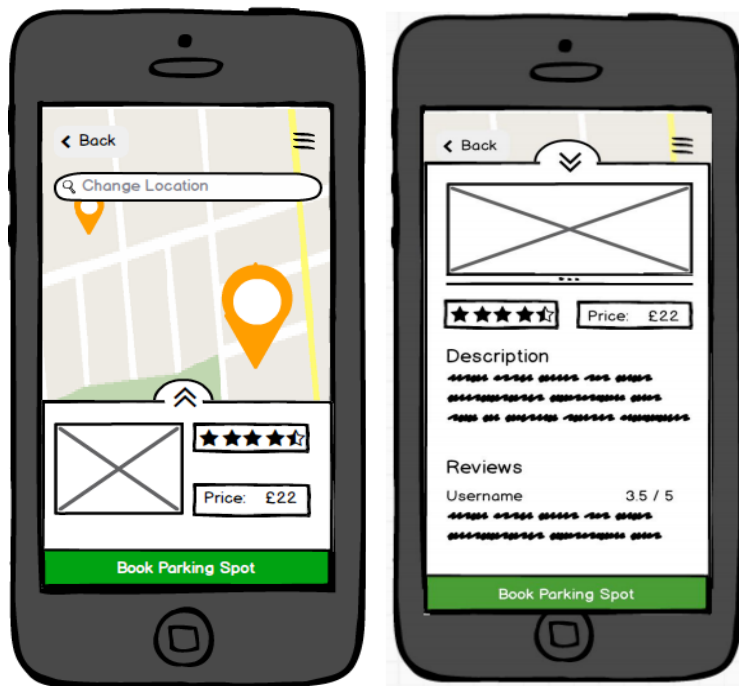 Back
Change Location
Price: £22
Book Parking Spot
Back
Price: £22
Description
Reviews
Username 3.5 / 5
Book Parking Spot